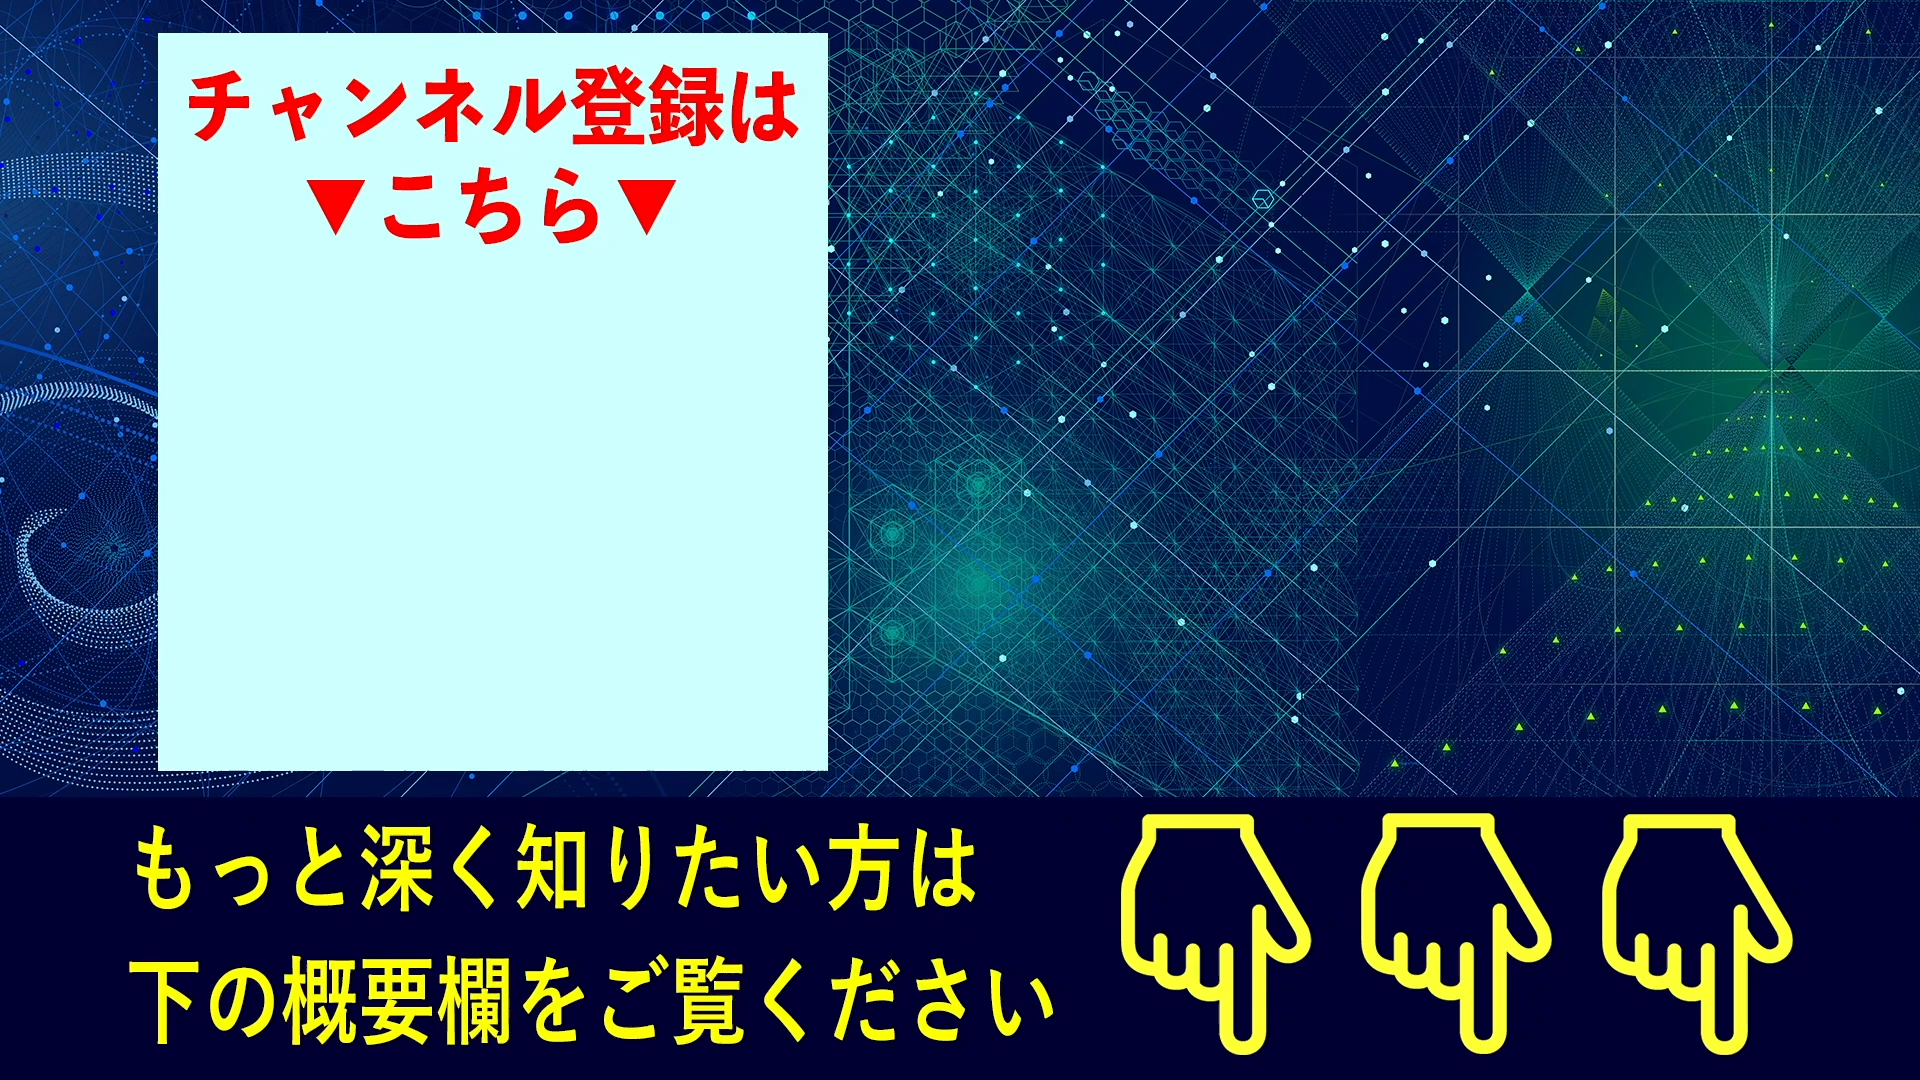 チャンネル登録は
▼こちら▼
もっと深く知りたい方は
下の概要欄をご覧ください